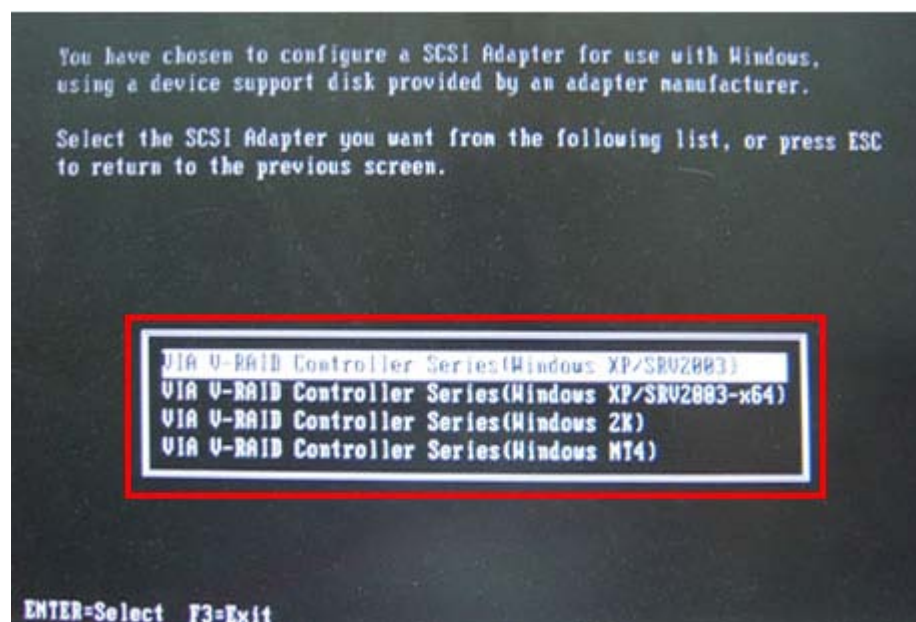 You have chosen to configure a SCSI Adapter for use with Windows,
using a device support disk provided by an adapter manufacturer.
Select the SCSI Adapter you want from the following list, or press ESC
to return to the previous screen.
VIA V-RAID Controller Series(Windows XP/SRV2003)
VIA V-RAID Controller Series(Windows XP/SRV2003-x64)
VIA V-RAID Controller Series(Windows 2K)
VIA V-RAID Controller Series(Windows NT4)
ENTER=Select F3=Exit